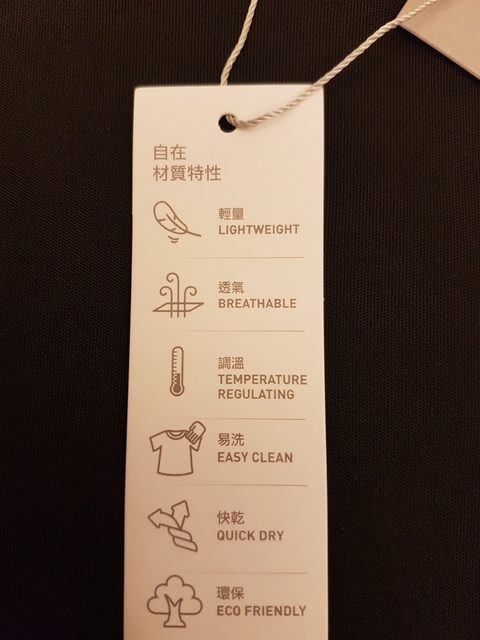 自在
材質特性
輕量
LIGHTWEIGHT
透氣
BREATHABLE
調溫
TEMPERATURE
REGULATING
易洗
EASY CLEAN
快乾
QUICK DRY
環保
ECO FRIENDLY